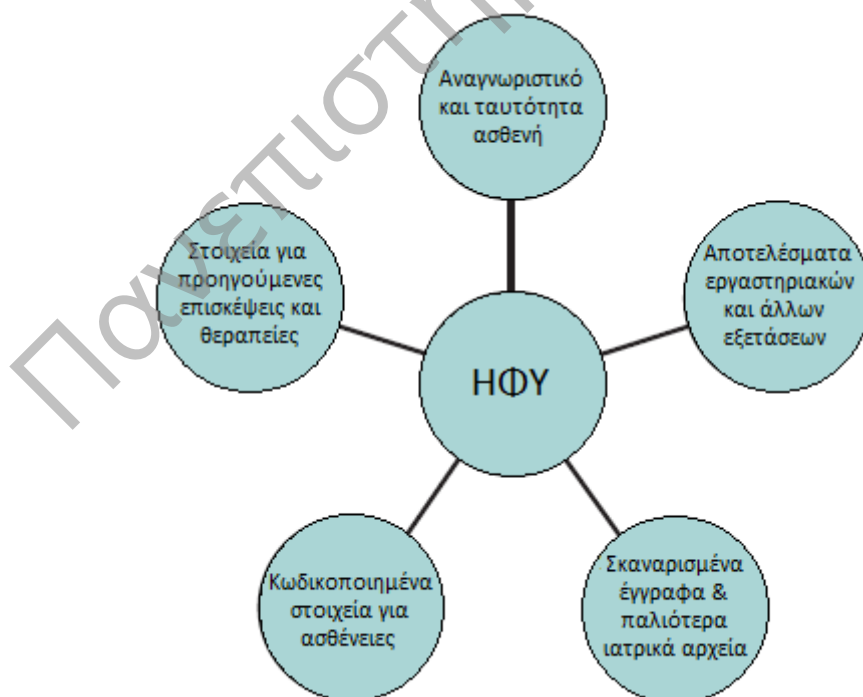 Αναγνωριστικό
και ταυτότητα
ασθενή
Στοιχεία για
προηγούμενες
επισκέψεις και
θεραπείες
Αποτελέσματα
εργαστηριακών
και άλλων
εξετάσεων
ΗΦΥ
Κωδικοποιημένα
στοιχεία για
ασθένειες
Σκαναρισμένα
έγγραφα &
παλιότερα
ιατρικά αρχεία